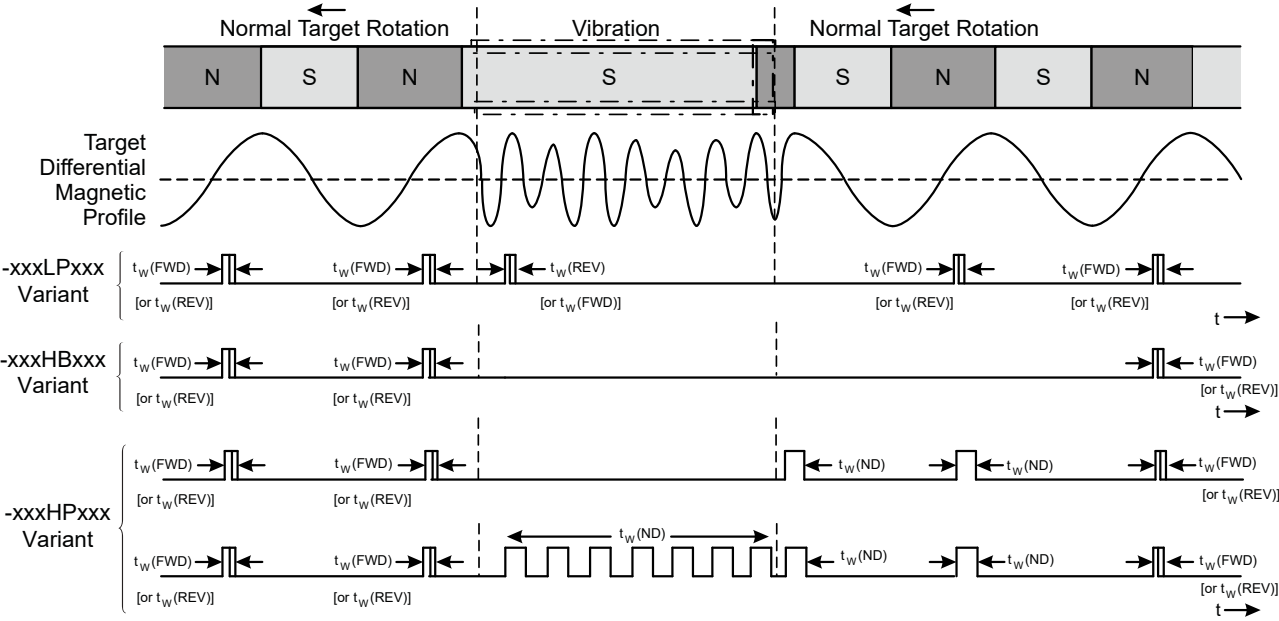 Normal Target Rotation
Vibration
Normal Target Rotation
N S N S S N S N
Target
Differential
Magnetic
Profile
-xxxLPxxx
Variant
tW(FWD) tW(FWD) tW(REV) tW(FWD) tW(FWD)
[or tW(REV)] [or tW(REV)] [or tW(FWD)] [or tW(REV)] [or tW(REV)]
t
-xxxHBxxx
Variant
tW(FWD) tW(FWD) tW(FWD)
[or tW(REV)] [or tW(REV)] [or tW(REV)]
t
-xxxHPxxx
Variant
tW(FWD) tW(FWD) tW(ND) tW(ND) tW(FWD)
[or tW(REV)] [or tW(REV)] [or tW(REV)]
tW(ND)
tW(FWD) tW(FWD) tW(ND) tW(ND) tW(FWD)
[or tW(REV)] [or tW(REV)] [or tW(REV)]
t